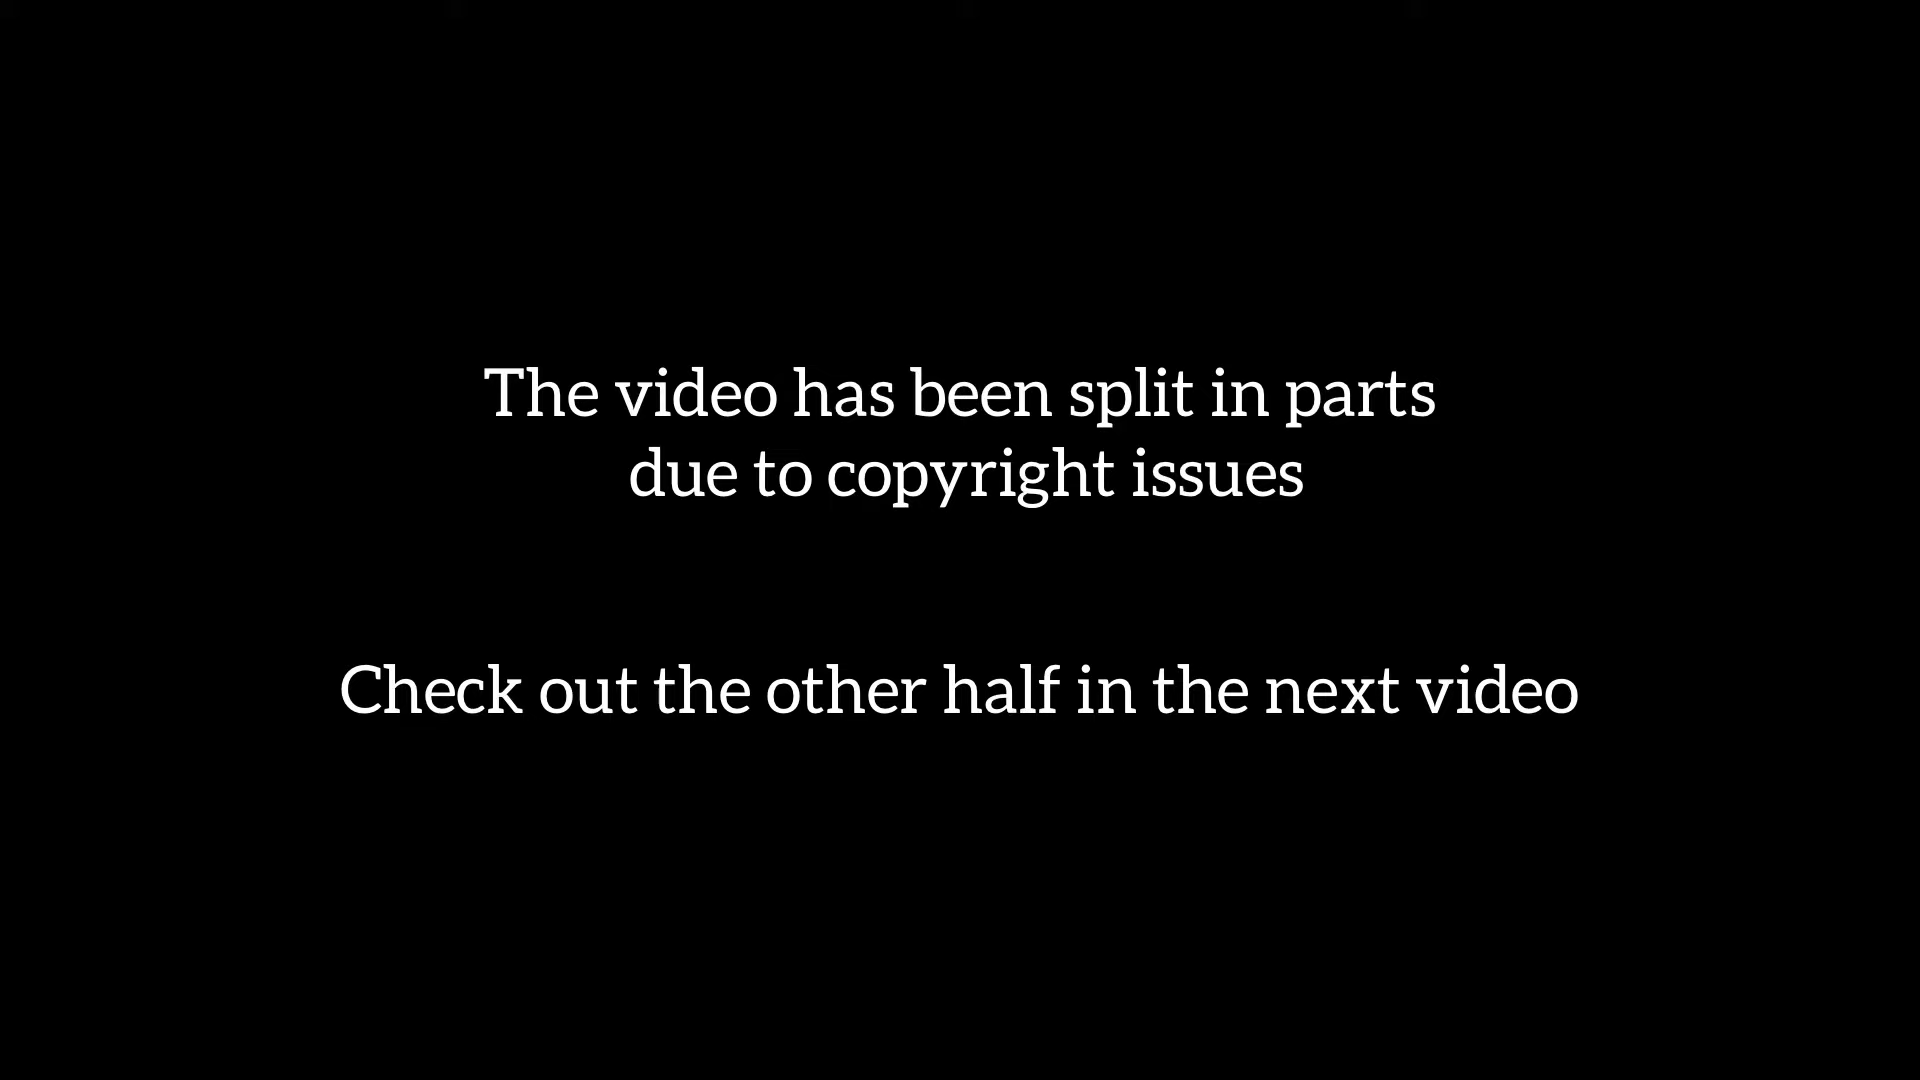 The video has been split in parts
due to copyright issues
Check out the other half in the next video